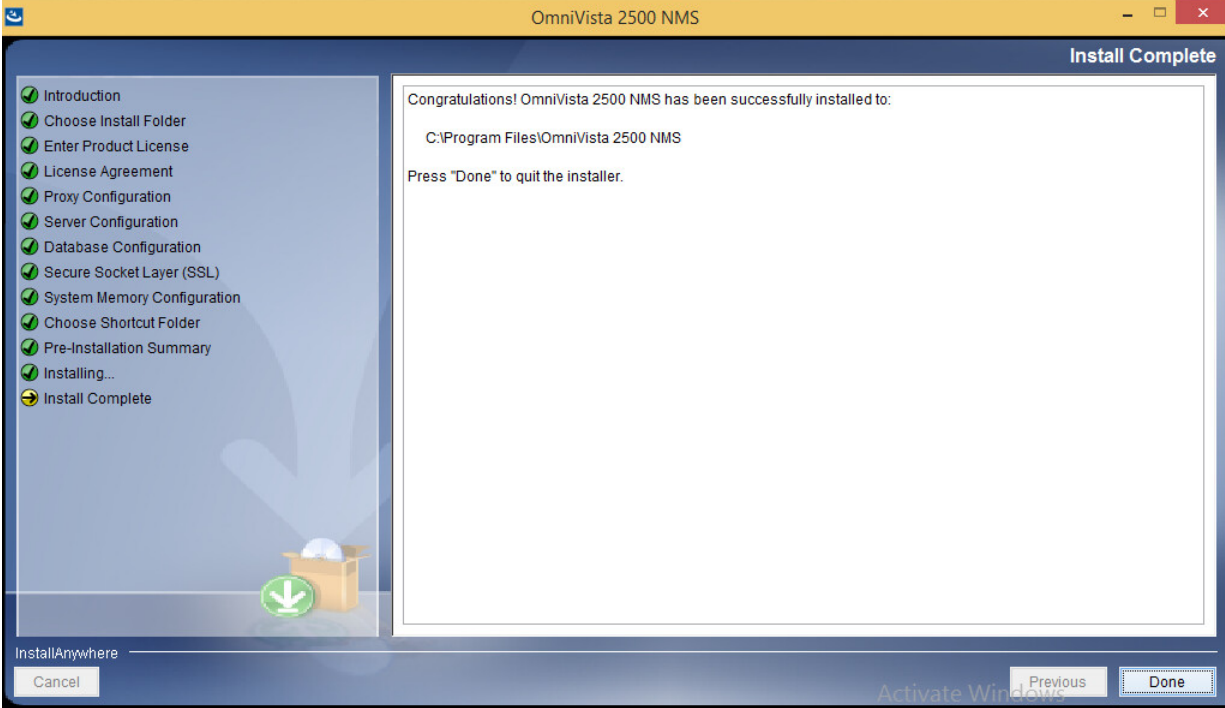 OmniVista 2500 NMS
Install Complete
Introduction
Choose Install Folder
Enter Product License
License Agreement
Proxy Configuration
Server Configuration
Database Configuration
Secure Socket Layer (SSL)
System Memory Configuration
Choose Shortcut Folder
Pre-Installation Summary
Installing...
Install Complete
Congratulations! OmniVista 2500 NMS has been successfully installed to:
C:\Program Files\OmniVista 2500 NMS
Press "Done" to quit the installer.
InstallAnywhere
Cancel
Previous
Done
Activate Windows